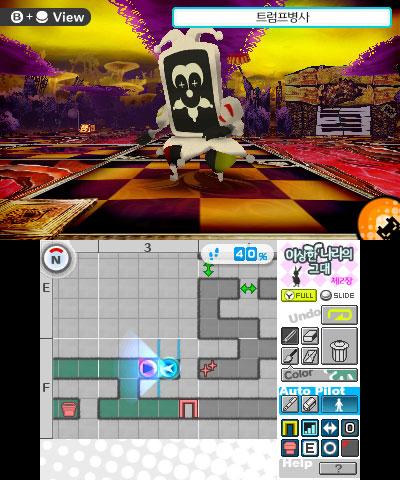 B + View
트럼프병사
3
N
40%
E
F
이상한 나라의
그대
제2장
Y FULL SLIDE
Undo
Color
Auto Pilot
E
Help
?